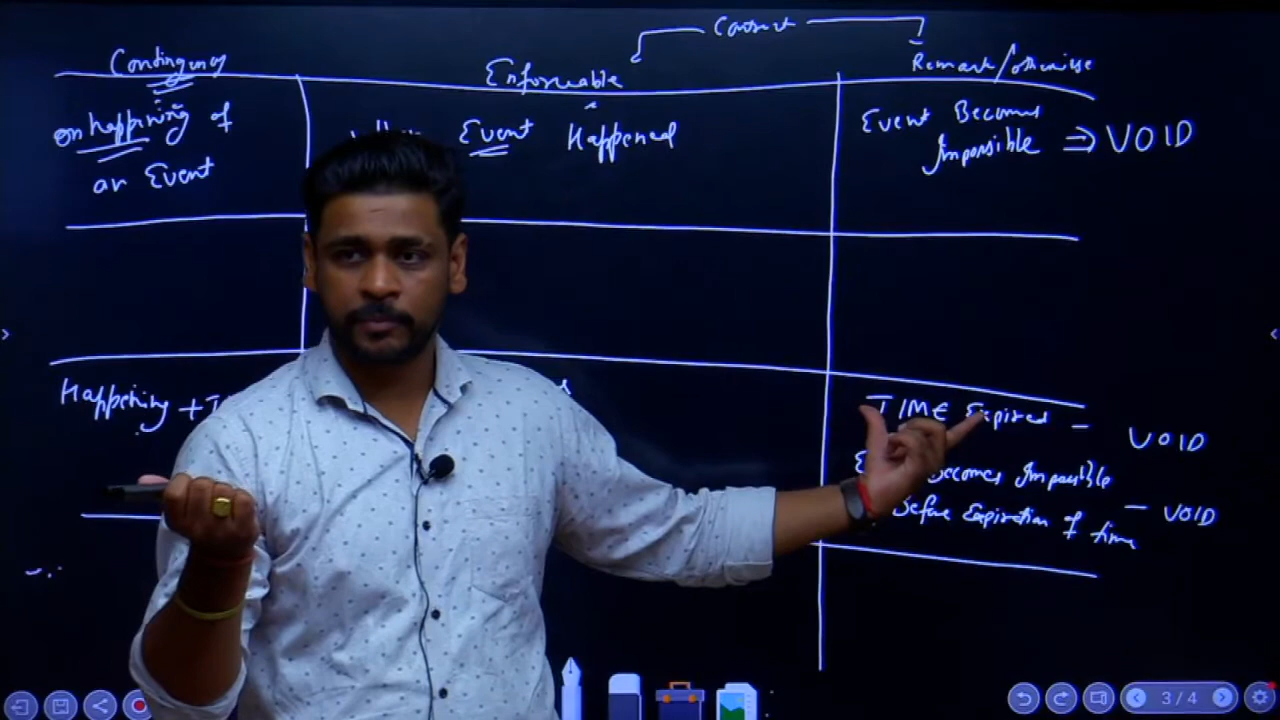 Contract
Contingency
Enforceable
Remark/otherwise
on happening of
an Event
When Event Happened
Event Becomes
Impossible ⇒ VOID
Happening + T
TIME Expired - VOID
Becomes Impossible
Before Expiration of time - VOID
3/4